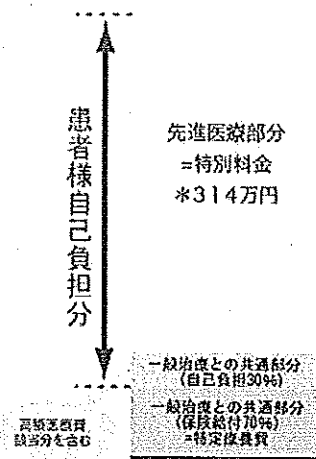 患者様自己負担分
先進医療部分
=特別料金
*314万円
一般治療との共通部分
(自己負担30%)
一般治療との共通部分
(保険給付70%)
=特定療養費
高額医療費
該当分を含む